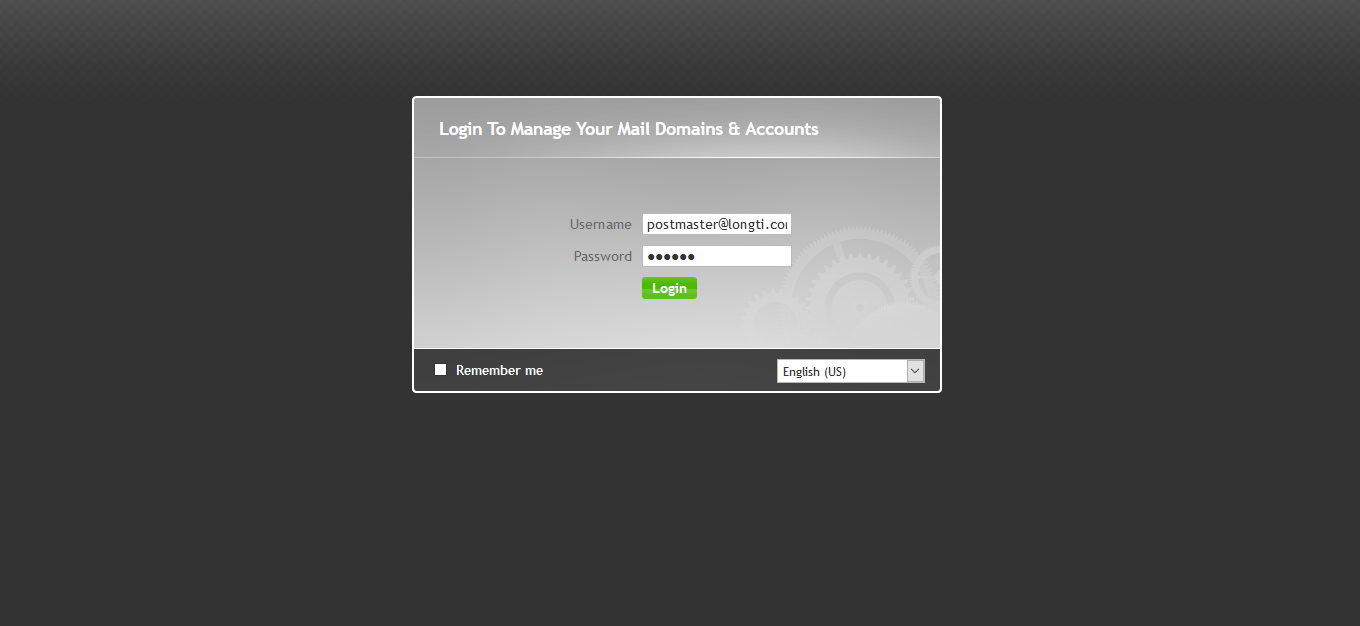 Login To Manage Your Mail Domains & Accounts
Username postmaster@longti.co
Password ●●●●●●
Login
Remember me English (US)